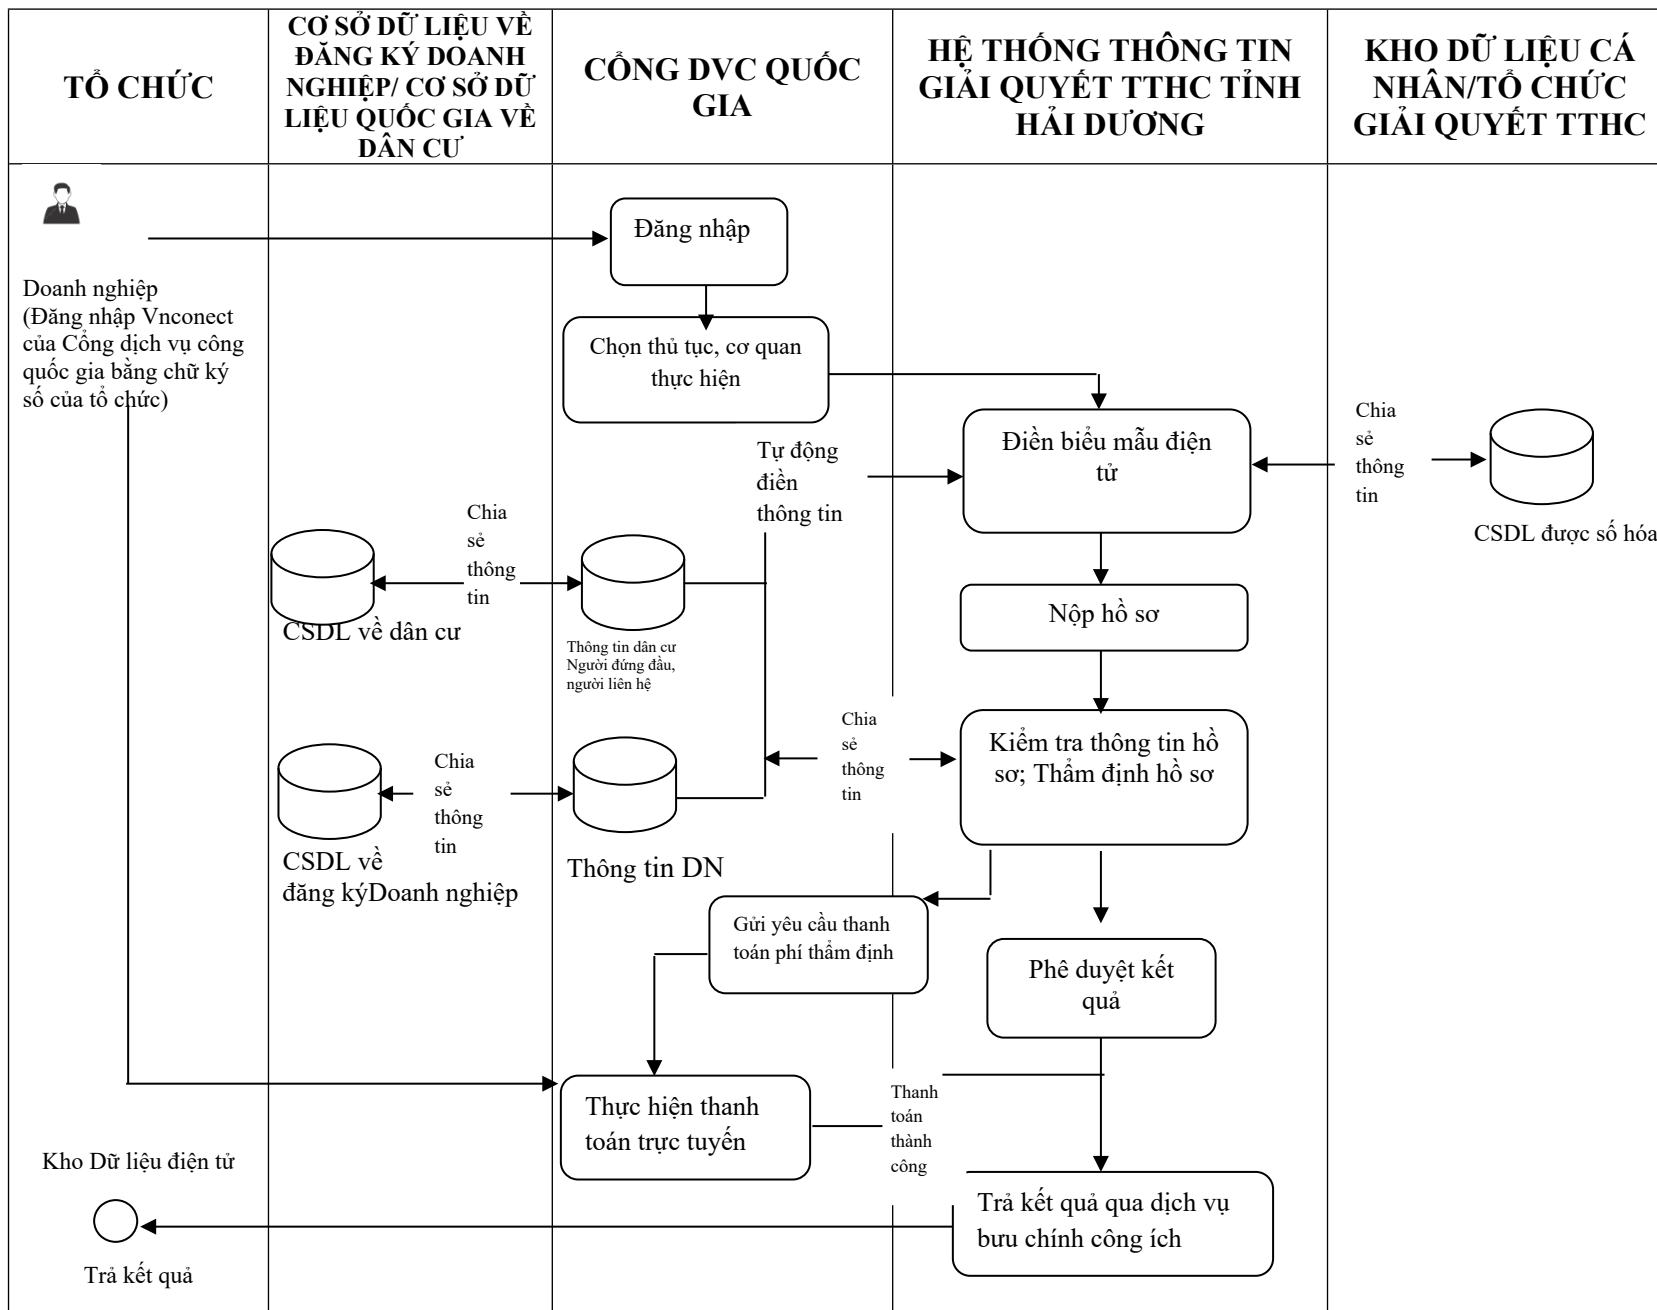 TỔ CHỨC
CƠ SỞ DỮ LIỆU VỀ
ĐĂNG KÝ DOANH
NGHIỆP/ CƠ SỞ DỮ
LIỆU QUỐC GIA VỀ
DÂN CƯ
CỔNG DVC QUỐC
GIA
HỆ THỐNG THÔNG TIN
GIẢI QUYẾT TTHC TỈNH
HẢI DƯƠNG
KHO DỮ LIỆU CÁ
NHÂN/TỔ CHỨC
GIẢI QUYẾT TTHC
Đăng nhập
Doanh nghiệp
(Đăng nhập Vnconect
của Cổng dịch vụ công
quốc gia bằng chữ ký
số của tổ chức)
Chọn thủ tục, cơ quan
thực hiện
Tự động
điền
thông tin
Điền biểu mẫu điện
tử
Chia
sẻ
thông
tin
CSDL được số hóa
Chia
sẻ
thông
tin
CSDL về dân cư
Thông tin dân cư
Người đứng đầu,
người liên hệ
Nộp hồ sơ
Chia
sẻ
thông
tin
Kiểm tra thông tin hồ
sơ; Thẩm định hồ sơ
Chia
sẻ
thông
tin
CSDL về
đăng kýDoanh nghiệp
Thông tin DN
Gửi yêu cầu thanh
toán phí thẩm định
Phê duyệt kết
quả
Thực hiện thanh
toán trực tuyến
Thanh
toán
thành
công
Kho Dữ liệu điện tử
Trả kết quả qua dịch vụ
bưu chính công ích
Trả kết quả